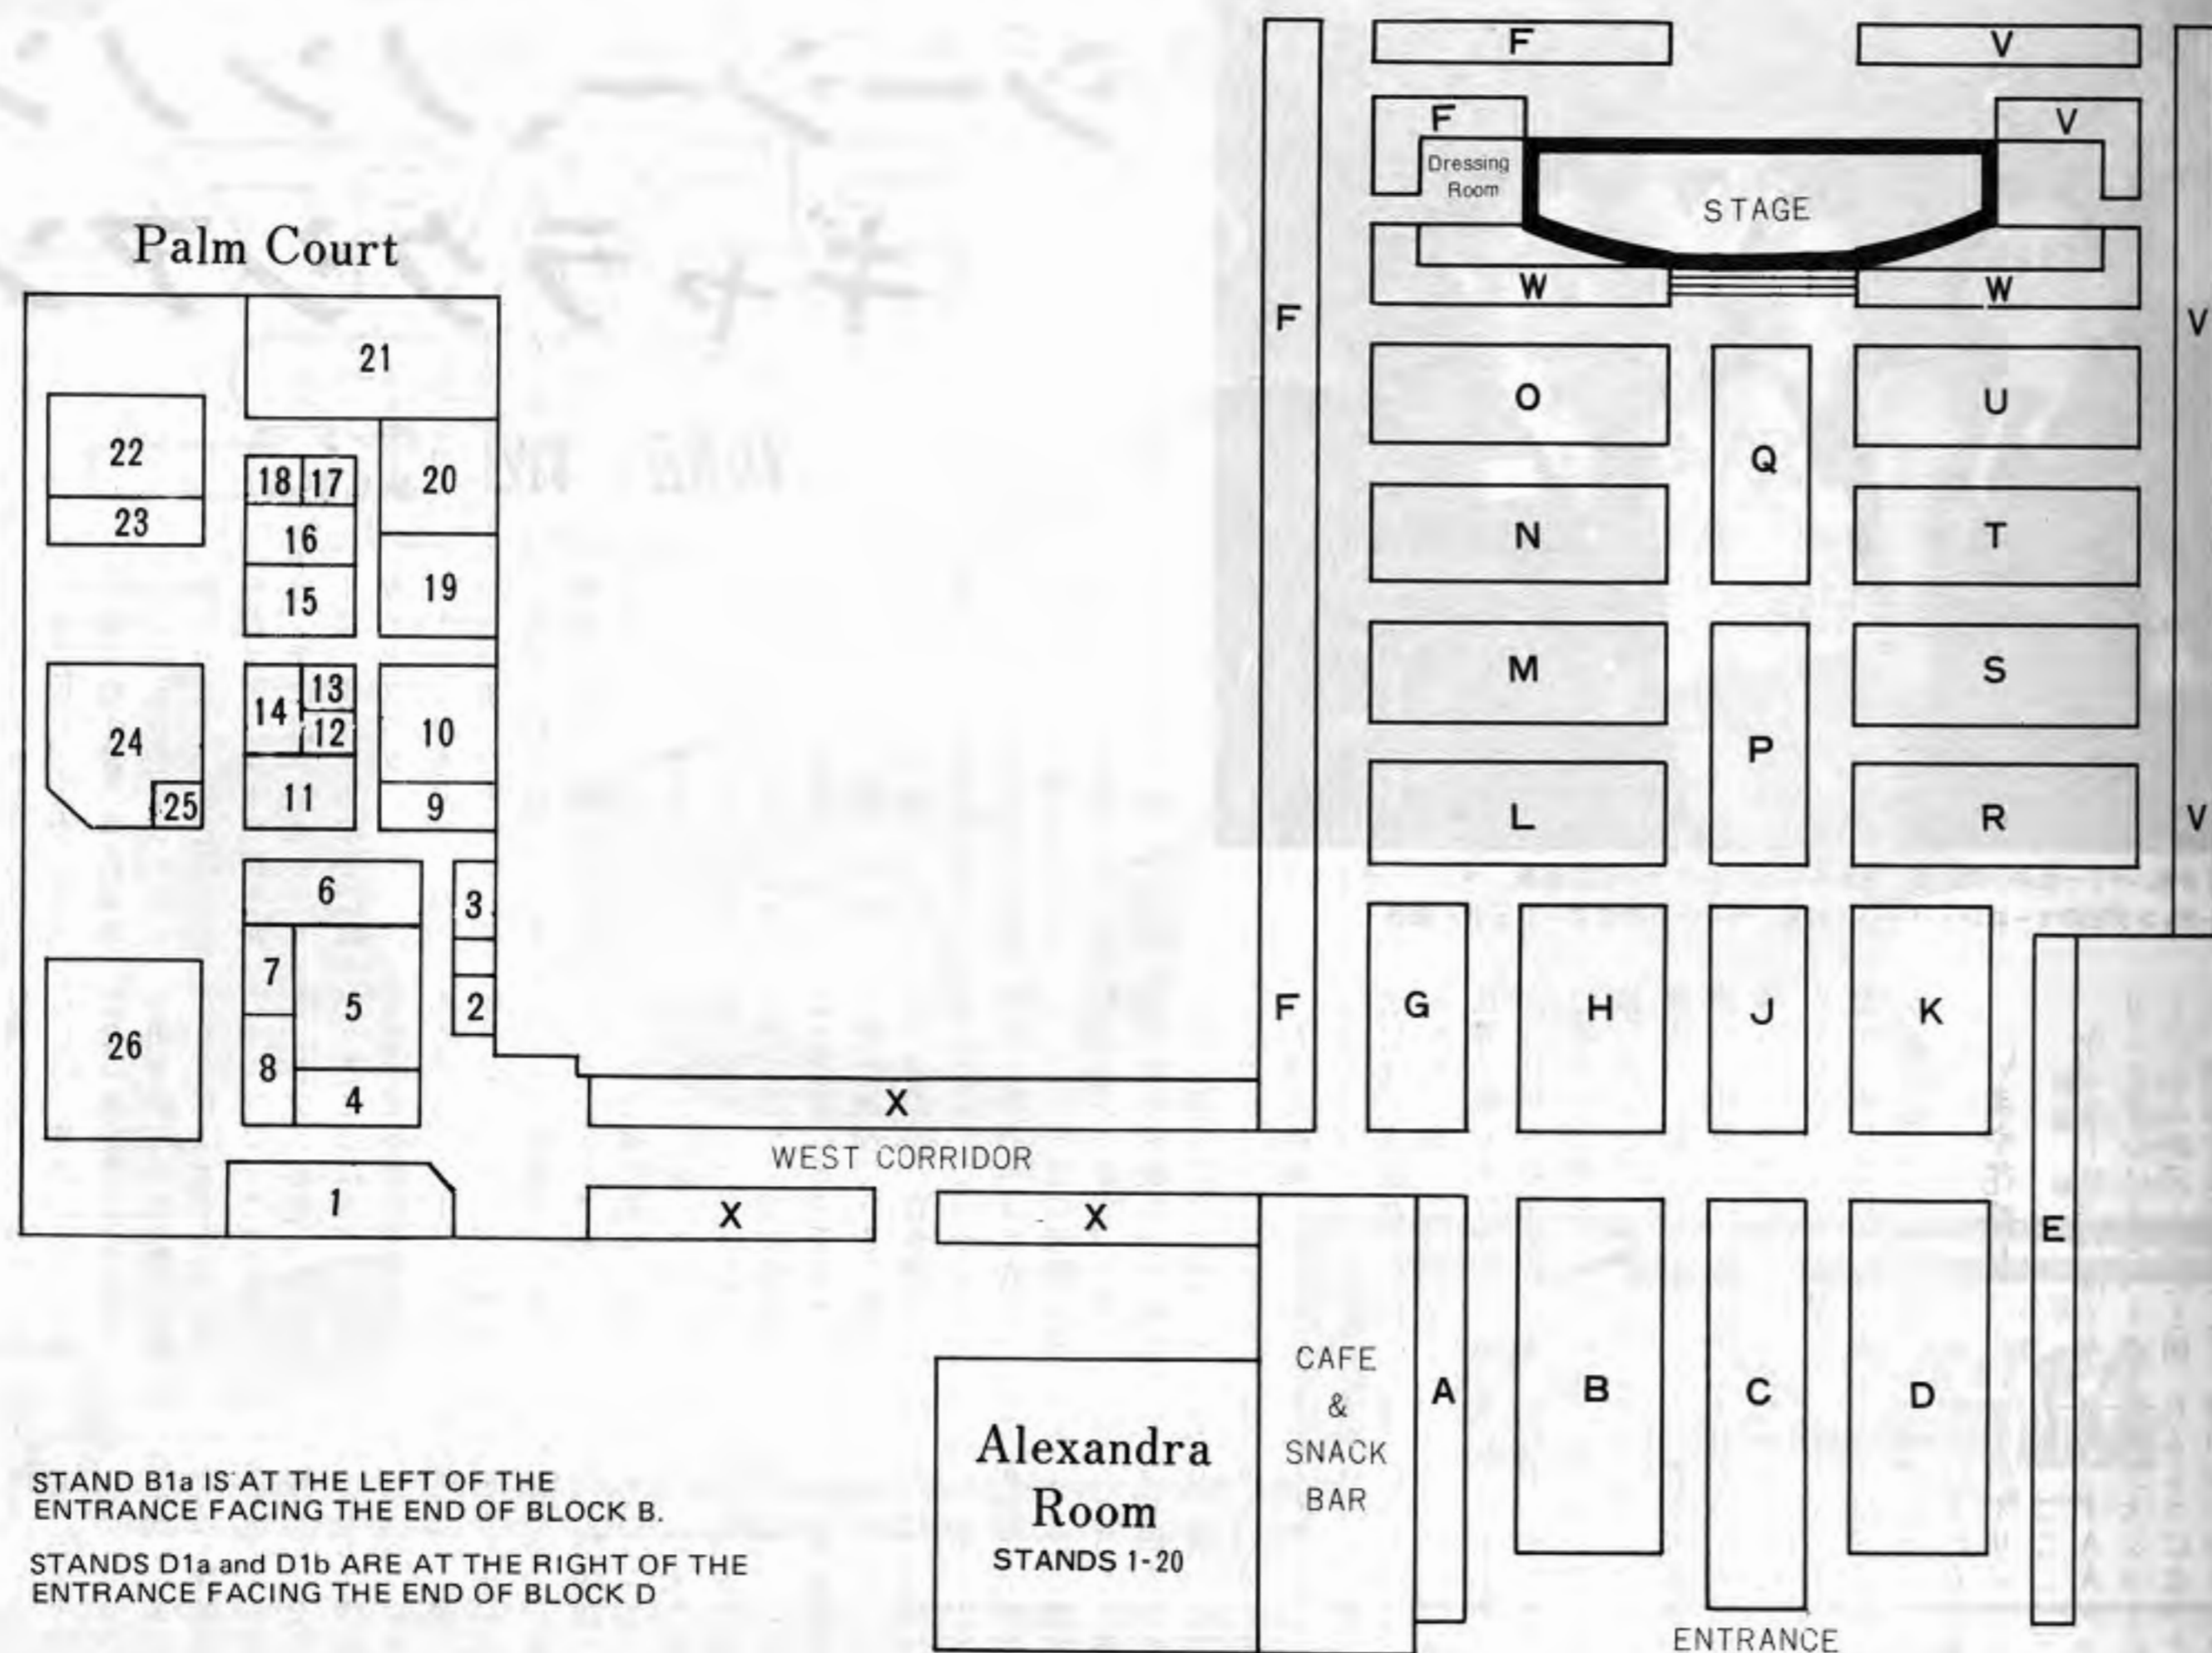 Palm Court
21
22
23
18 17
16
15
20
19
24
25
14
13
12
11
10
9
6
7
5
8
4
3
2
26
1
F
V
F
V
Dressing
Room
STAGE
W
W
F
V
O
Q
U
N
T
M
P
S
L
R
V
F
G
H
J
K
X
WEST CORRIDOR
X
X
E
CAFE
&
SNACK
BAR
A
B
C
D
Alexandra
Room
STANDS 1-20
ENTRANCE
STAND B1a IS AT THE LEFT OF THE
ENTRANCE FACING THE END OF BLOCK B.
STANDS D1a and D1b ARE AT THE RIGHT OF THE
ENTRANCE FACING THE END OF BLOCK D